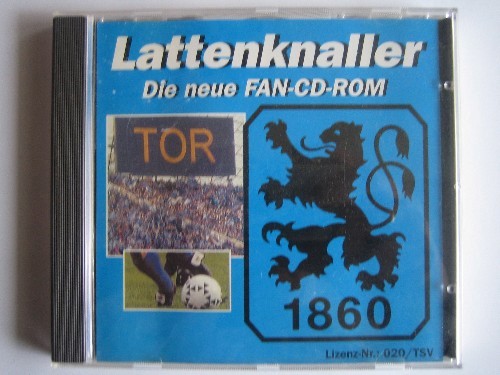 Lattenknaller
Die neue FAN-CD-ROM
TOR
1860
Lizenz-Nr.: 020/TSV